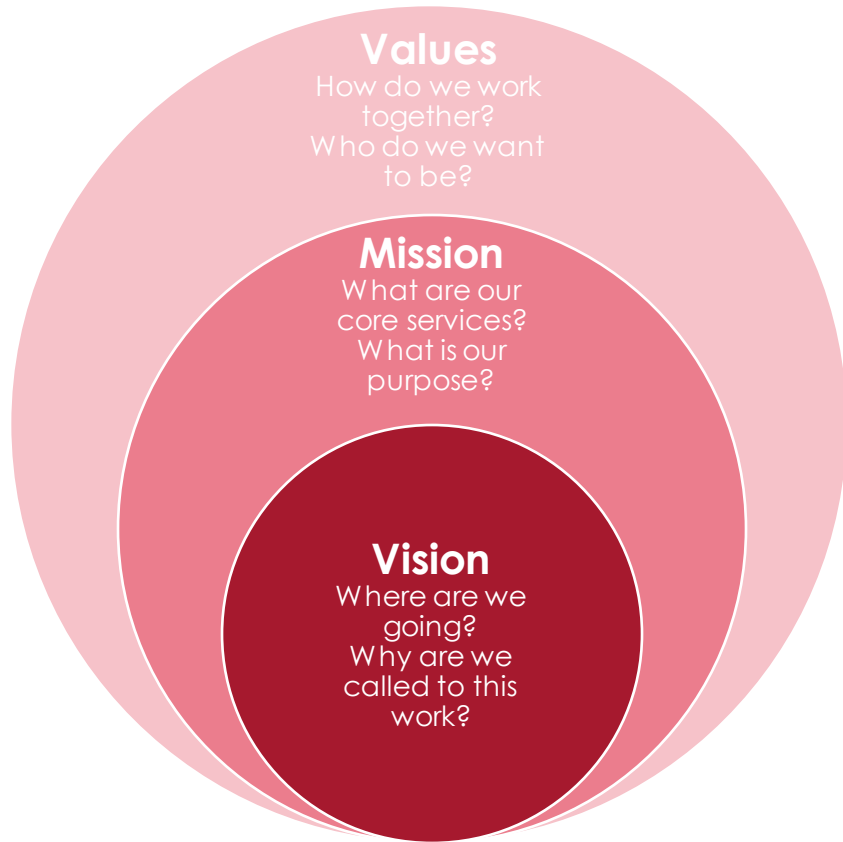 Values
How do we work
together?
Who do we want
to be?
Mission
What are our
core services?
What is our
purpose?
Vision
Where are we
going?
Why are we
called to this
work?